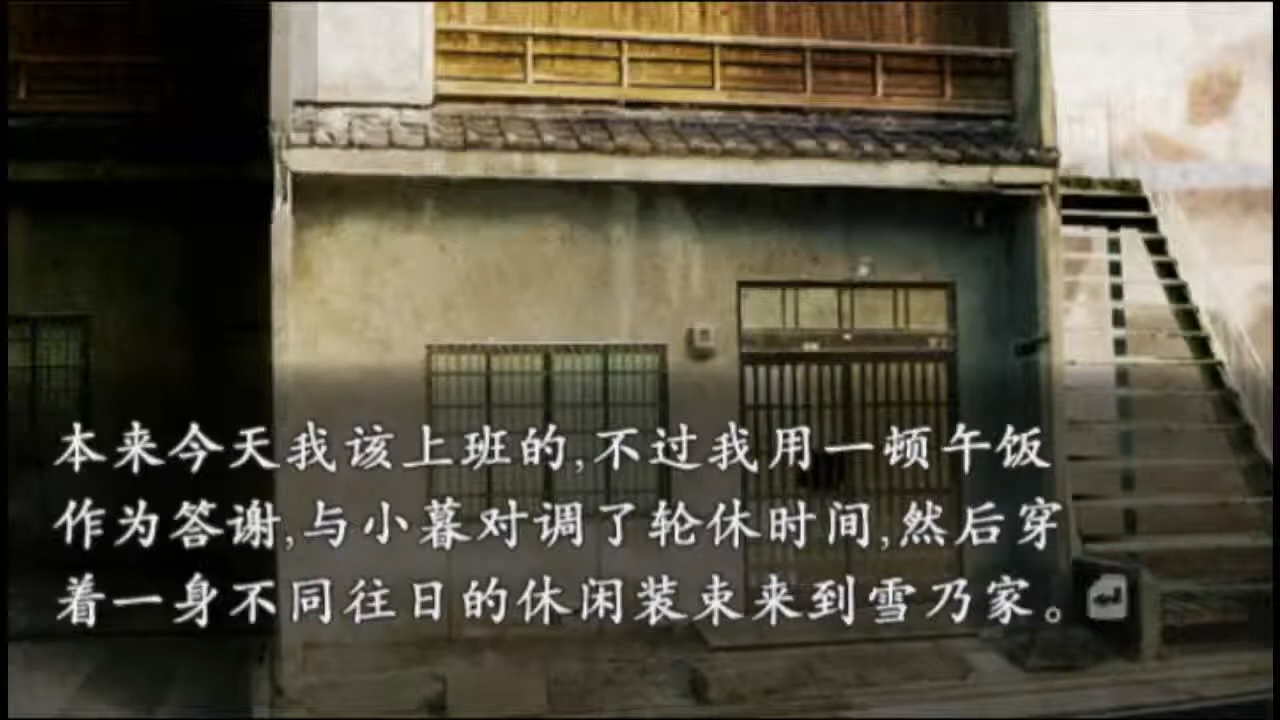 本来今天我该上班的,不过我用一顿午饭
作为答谢,与小暮对调了轮休时间,然后穿
着一身不同往日的休闲装束来到雪乃家。